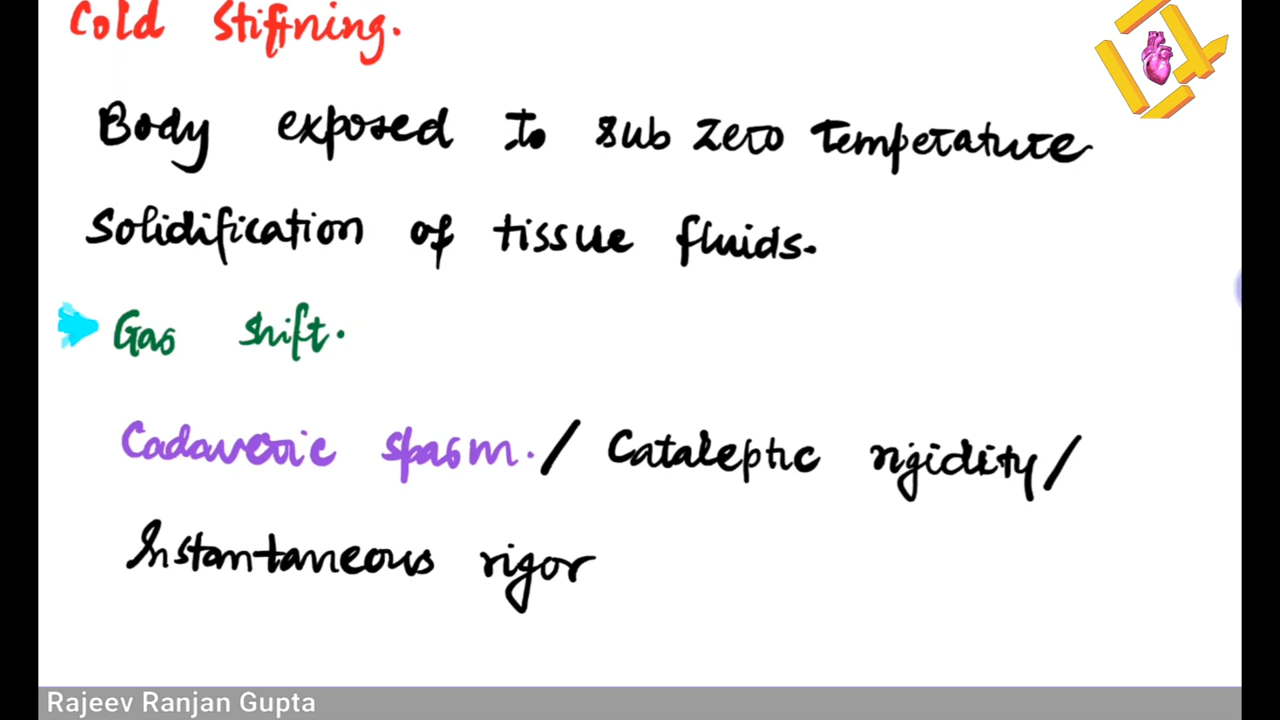 Cold Stiffning.
Body exposed to sub zero Temperature
Solidification of tissue fluids.
Gas shift.
Cadaveric spasm. / Cataleptic rigidity /
Instantaneous rigor
Rajeev Ranjan Gupta